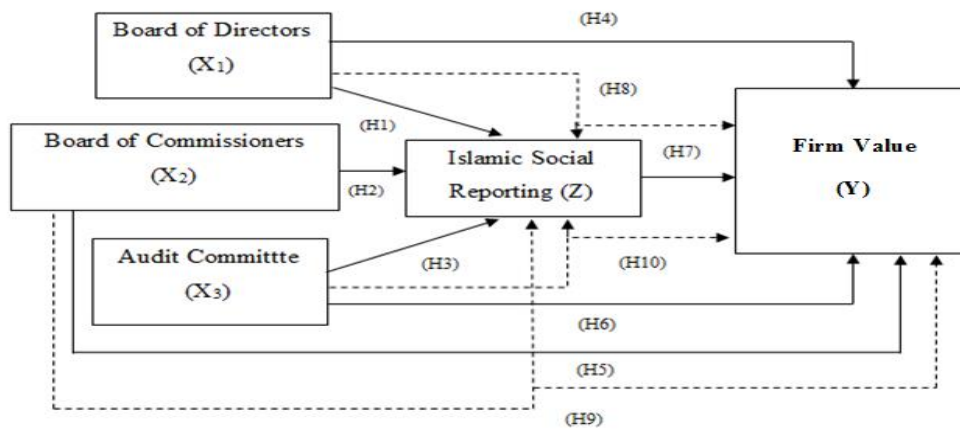 Board of Directors
(X₁)
(H4)
(H8)
(H1)
Board of Commissioners
(X₂)
(H2)
Islamic Social
Reporting (Z)
(H7)
Firm Value
(Y)
Audit Committte
(X₃)
(H3)
(H10)
(H6)
(H5)
(H9)